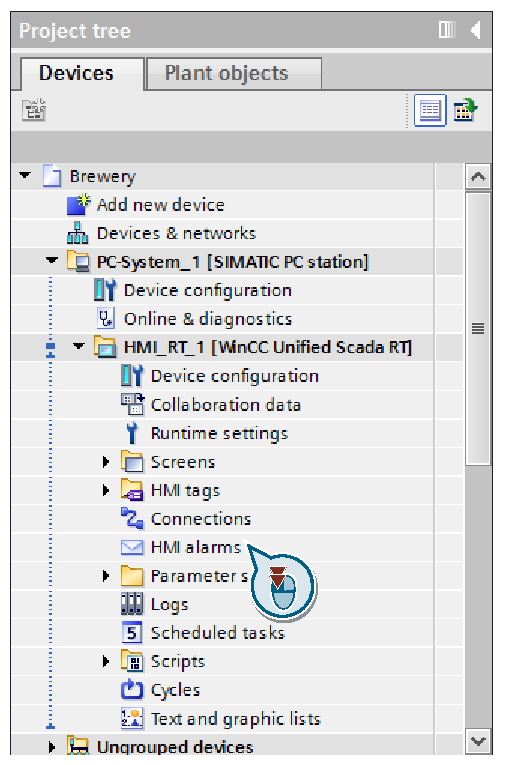 Project tree
Devices
Plant objects
Brewery
Add new device
Devices & networks
PC-System_1 [SIMATIC PC station]
Device configuration
Online & diagnostics
HMI_RT_1 [WinCC Unified Scada RT]
Device configuration
Collaboration data
Runtime settings
Screens
HMI tags
Connections
HMI alarms
Parameter s
Logs
Scheduled tasks
Scripts
Cycles
Text and graphic lists
Ungrouped devices